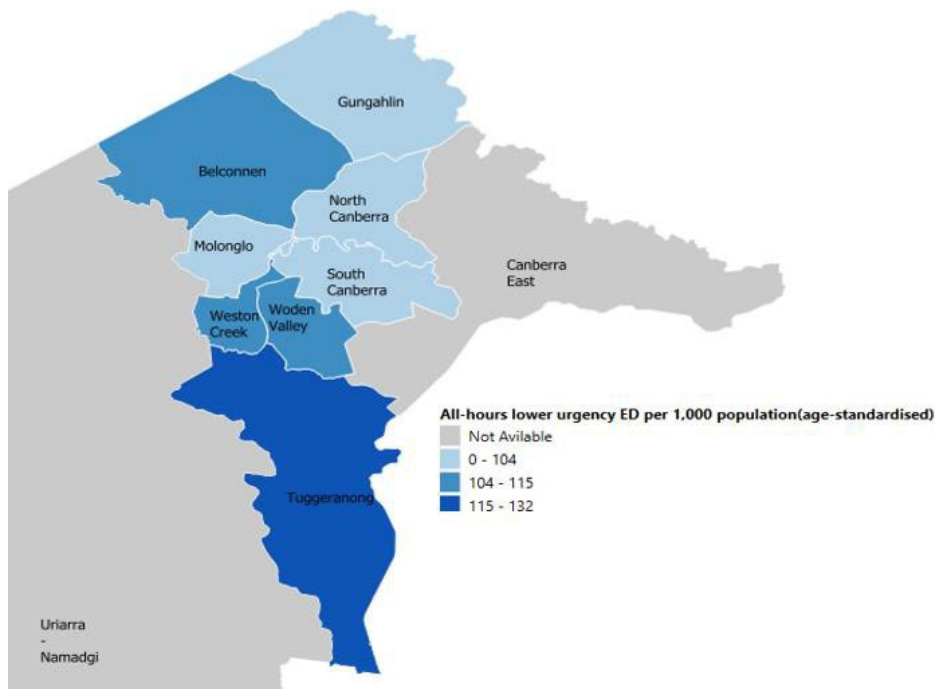 Gungahlin
Belconnen
North
Canberra
Molonglo
South
Canberra
Canberra
East
Weston
Creek
Woden
Valley
Tuggeranong
Uriarra
-
Namadgi
All-hours lower urgency ED per 1,000 population(age-standardised)
Not Avilable
0 - 104
104 - 115
115 - 132